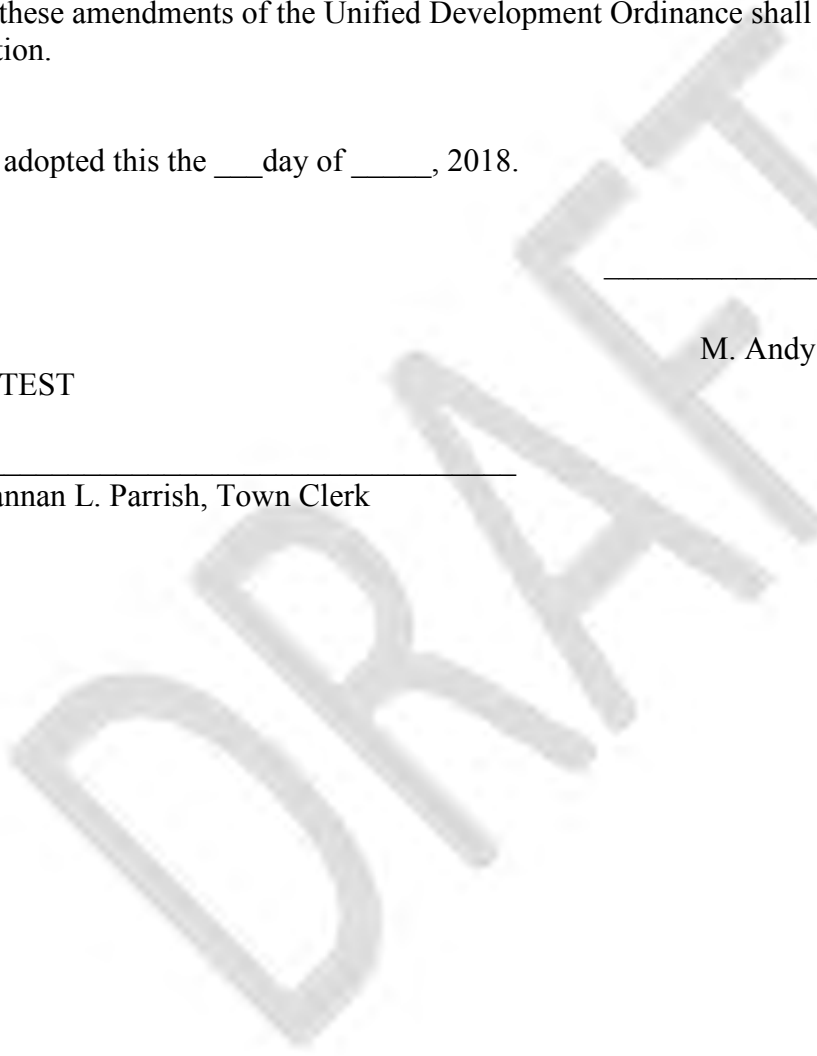 these amendments of the Unified Development Ordinance shall
tion.
adopted this the ___day of _____, 2018.
M. Andy
TEST
annan L. Parrish, Town Clerk
DRAFT